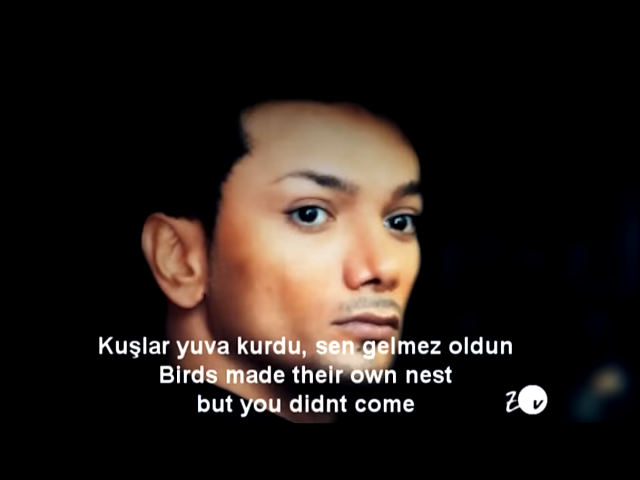 Kuşlar yuva kurdu, sen gelmez oldun
Birds made their own nest
but you didnt come
Z v